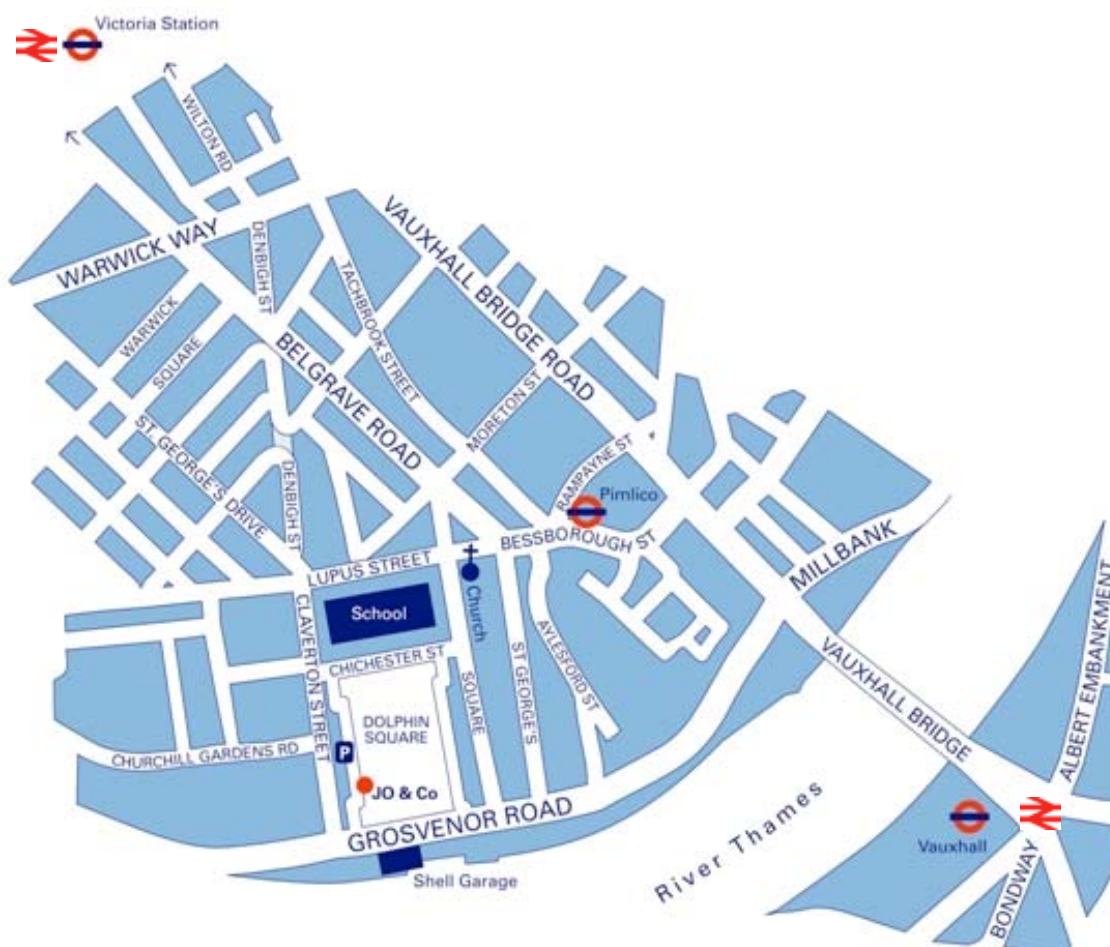 Victoria Station
WILTON RD
WARWICK WAY
DENBIGH ST
VAUXHALL BRIDGE ROAD
TACHBROOK STREET
WARWICK
SQUARE
BELGRAVE ROAD
MORETON ST
ST. GEORGE'S DRIVE
DENBIGH ST
RAMPAYNE ST
Pimlico
BESSBOROUGH ST
LUPUS STREET
MILLBANK
School
Church
CLAVERTON STREET
CHICHESTER ST
AYLESFORD ST
ST GEORGE'S
SQUARE
VAUXHALL BRIDGE
ALBERT EMBANKMENT
DOLPHIN
SQUARE
CHURCHILL GARDENS RD
P
JO & Co
GROSVENOR ROAD
River Thames
Vauxhall
BONDWAY
Shell Garage